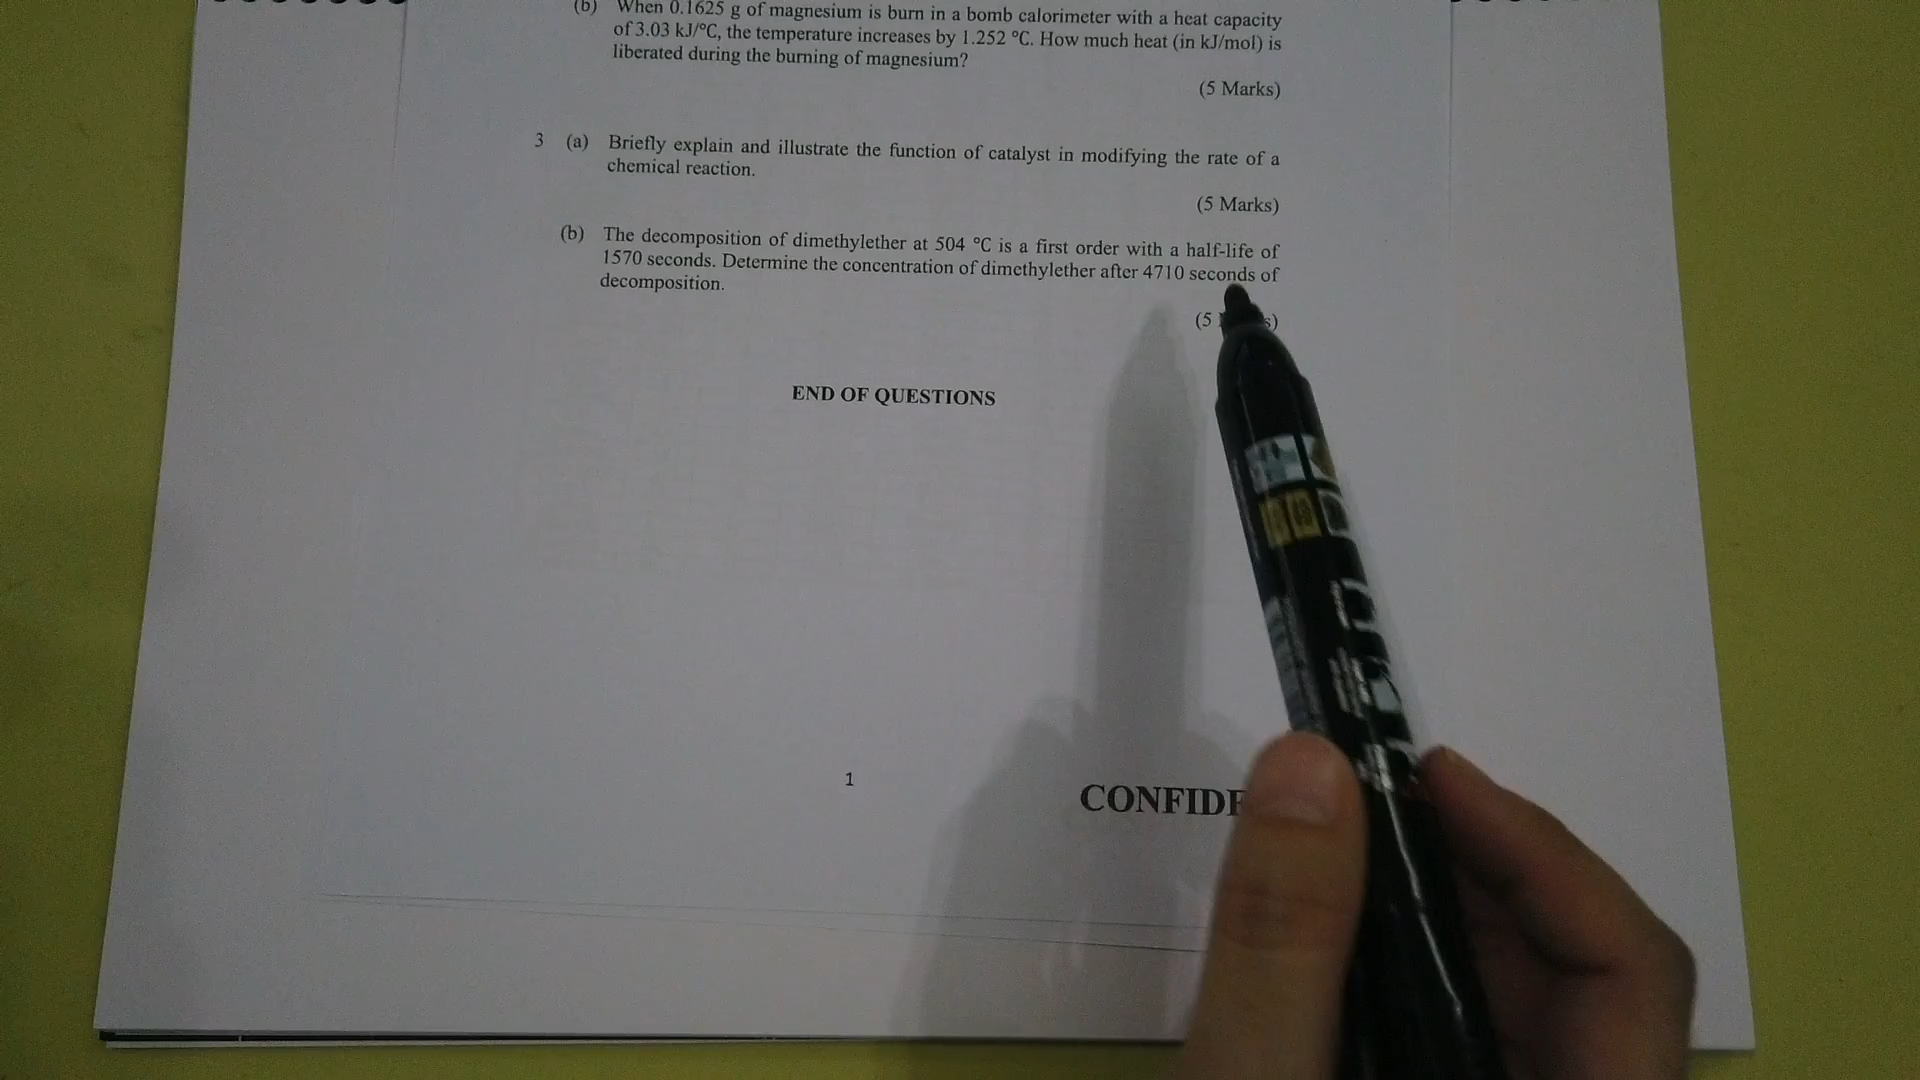 (b) When 0.1625 g of magnesium is burn in a bomb calorimeter with a heat capacity
of 3.03 kJ/°C, the temperature increases by 1.252 °C. How much heat (in kJ/mol) is
liberated during the burning of magnesium?
(5 Marks)
3 (a) Briefly explain and illustrate the function of catalyst in modifying the rate of a
chemical reaction.
(5 Marks)
(b) The decomposition of dimethylether at 504 °C is a first order with a half-life of
1570 seconds. Determine the concentration of dimethylether after 4710 seconds of
decomposition.
(5 s)
END OF QUESTIONS
1
CONFIDE